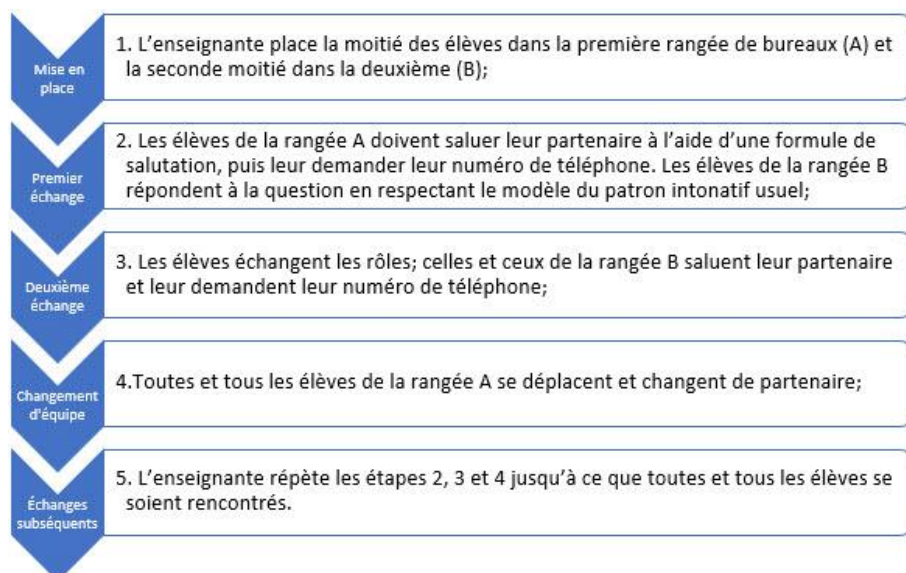 Mise en
place
1. L'enseignante place la moitié des élèves dans la première rangée de bureaux (A) et
la seconde moitié dans la deuxième (B);
Premier
échange
2. Les élèves de la rangée A doivent saluer leur partenaire à l'aide d'une formule de
salutation, puis leur demander leur numéro de téléphone. Les élèves de la rangée B
répondent à la question en respectant le modèle du patron intonatif usuel;
Deuxième
échange
3. Les élèves échangent les rôles; celles et ceux de la rangée B saluent leur partenaire
et leur demandent leur numéro de téléphone;
Changement
d'équipe
4.Toutes et tous les élèves de la rangée A se déplacent et changent de partenaire;
Échanges
subséquents
5. L'enseignante répète les étapes 2, 3 et 4 jusqu'à ce que toutes et tous les élèves se
soient rencontrés.